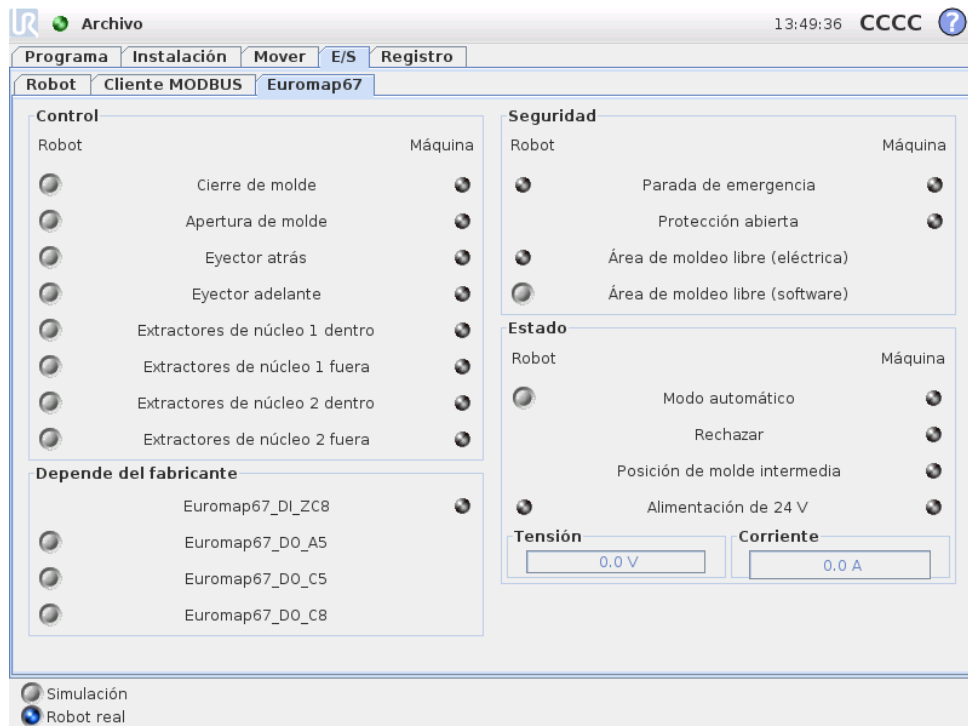 UR Archivo 13:49:36 CCCC ?
Programa Instalación Mover E/S Registro
Robot Cliente MODBUS Euromap67
Control
Robot Máquina
Cierre de molde
Apertura de molde
Eyector atrás
Eyector adelante
Extractores de núcleo 1 dentro
Extractores de núcleo 1 fuera
Extractores de núcleo 2 dentro
Extractores de núcleo 2 fuera
Depende del fabricante
Euromap67_DI_ZC8
Euromap67_DO_A5
Euromap67_DO_C5
Euromap67_DO_C8
Seguridad
Robot Máquina
Parada de emergencia
Protección abierta
Área de moldeo libre (eléctrica)
Área de moldeo libre (software)
Estado
Robot Máquina
Modo automático
Rechazar
Posición de molde intermedia
Alimentación de 24 V
Tensión Corriente
0.0 V 0.0 A
Simulación
Robot real